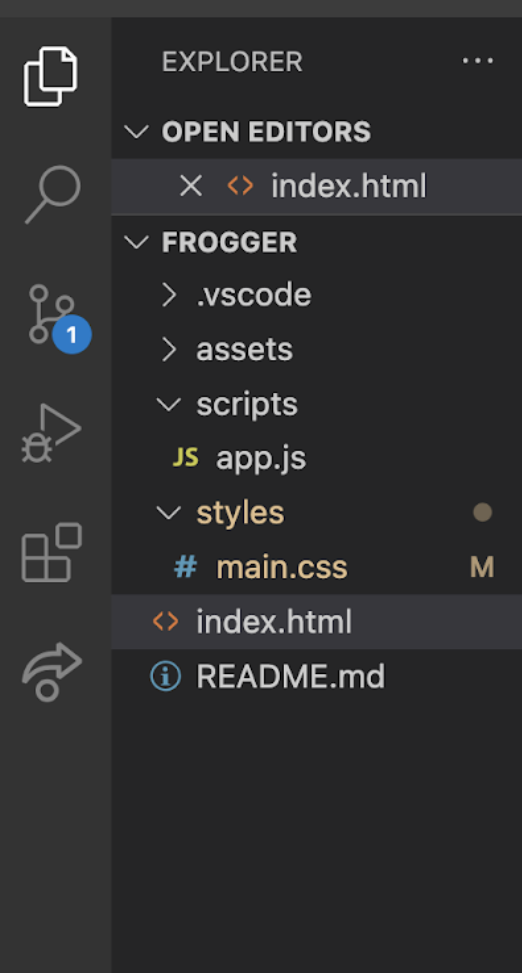 EXPLORER
OPEN EDITORS
index.html
FROGGER
.vscode
assets
scripts
JS app.js
styles
# main.css M
index.html
README.md
1